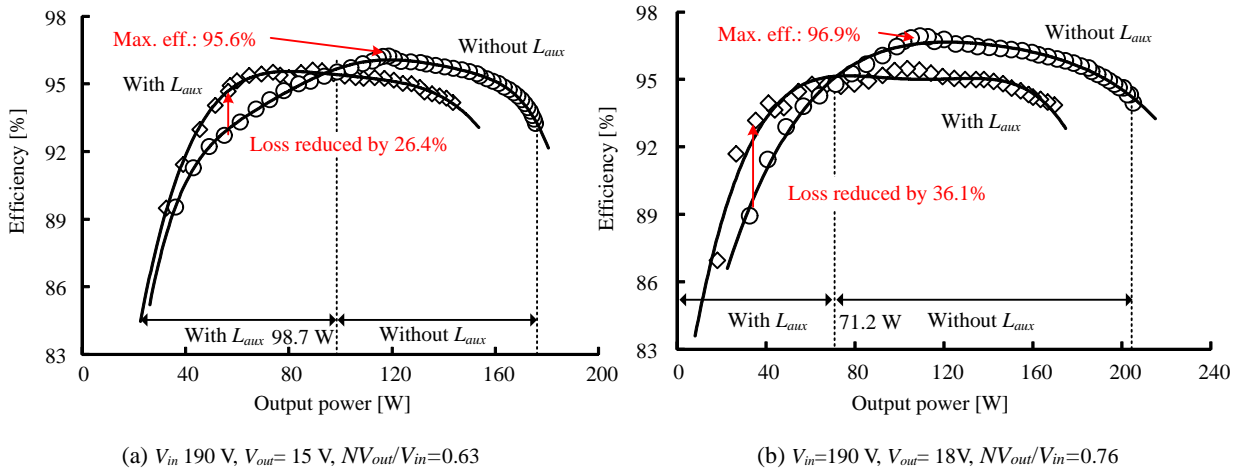 98
95
92
89
86
83
Efficiency [%]
0
40
80
120
160
200
Output power [W]
Max. eff.: 95.6%
Without Laux
With Laux
Loss reduced by 26.4%
With Laux 98.7 W
Without Laux
(a) Vin 190 V, Vout= 15 V, NVout/Vin=0.63
98
95
92
89
86
83
Efficiency [%]
0
40
80
120
160
200
240
Output power [W]
Max. eff.: 96.9%
Without Laux
With Laux
Loss reduced by 36.1%
With Laux
71.2 W
Without Laux
(b) Vin=190 V, Vout= 18V, NVout/Vin=0.76